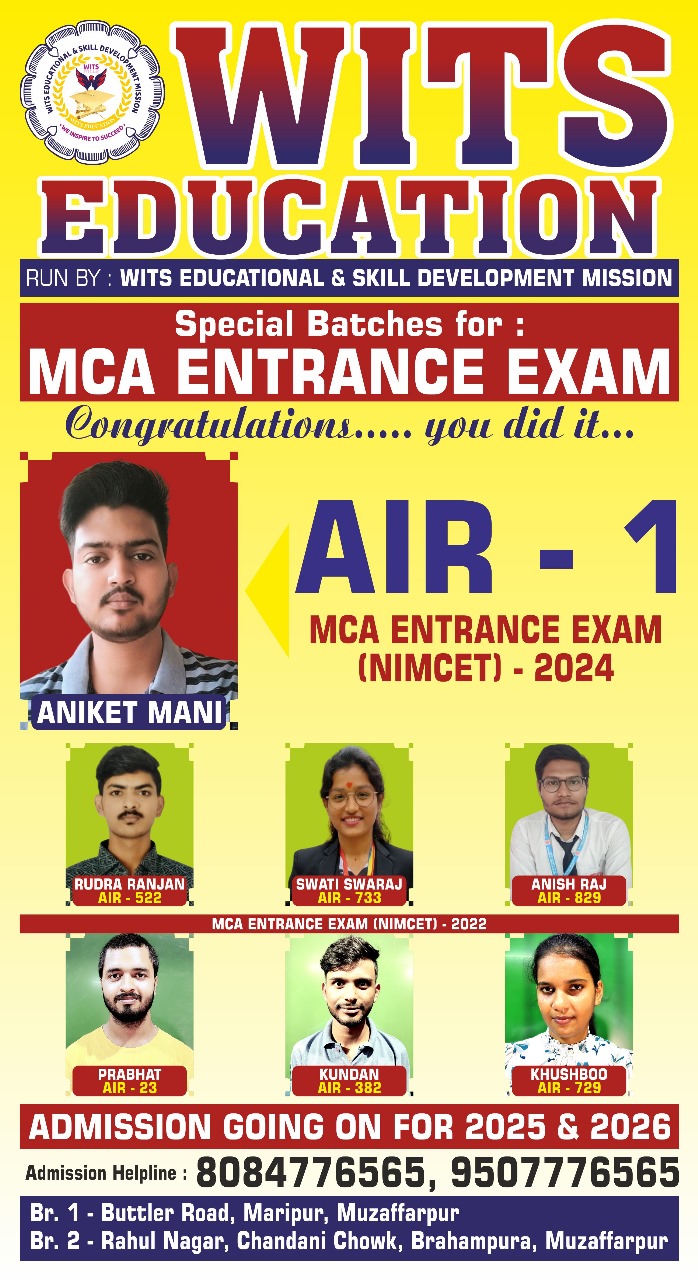 WITS EDUCATIONAL & SKILL DEVELOPMENT MISSION
WITS
WE INSPIRE TO SUCCEED
WITS
EDUCATION
RUN BY : WITS EDUCATIONAL & SKILL DEVELOPMENT MISSION
Special Batches for :
MCA ENTRANCE EXAM
Congratulations..... you did it...
AIR - 1
MCA ENTRANCE EXAM
(NIMCET) - 2024
ANIKET MANI
RUDRA RANJAN
AIR - 522
SWATI SWARAJ
AIR - 733
ANISH RAJ
AIR - 829
MCA ENTRANCE EXAM (NIMCET) - 2022
PRABHAT
AIR - 23
KUNDAN
AIR - 382
KHUSHBOO
AIR - 729
ADMISSION GOING ON FOR 2025 & 2026
Admission Helpline : 8084776565, 9507776565
Br. 1 - Buttler Road, Maripur, Muzaffarpur
Br. 2 - Rahul Nagar, Chandani Chowk, Brahampura, Muzaffarpur